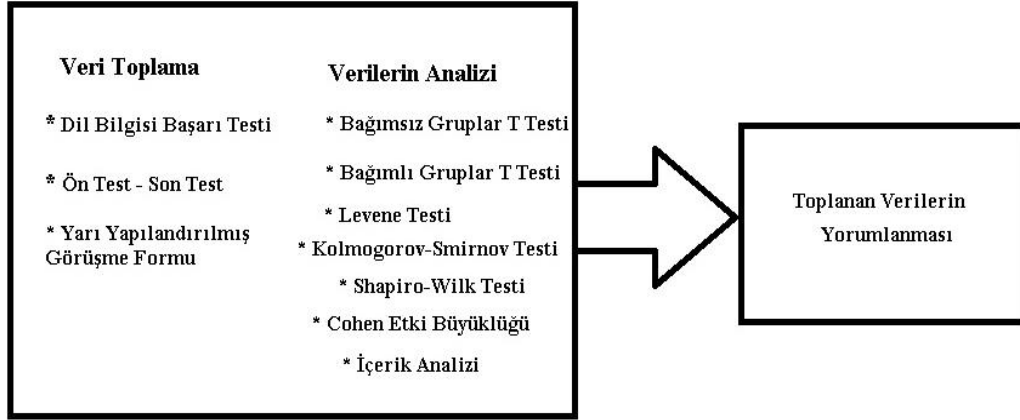 Veri Toplama
* Dil Bilgisi Başarı Testi
* Ön Test - Son Test
* Yarı Yapılandırılmış
Görüşme Formu
Verilerin Analizi
* Bağımsız Gruplar T Testi
* Bağımlı Gruplar T Testi
* Levene Testi
* Kolmogorov-Smirnov Testi
* Shapiro-Wilk Testi
* Cohen Etki Büyüklüğü
* İçerik Analizi
Toplanan Verilerin
Yorumlanması